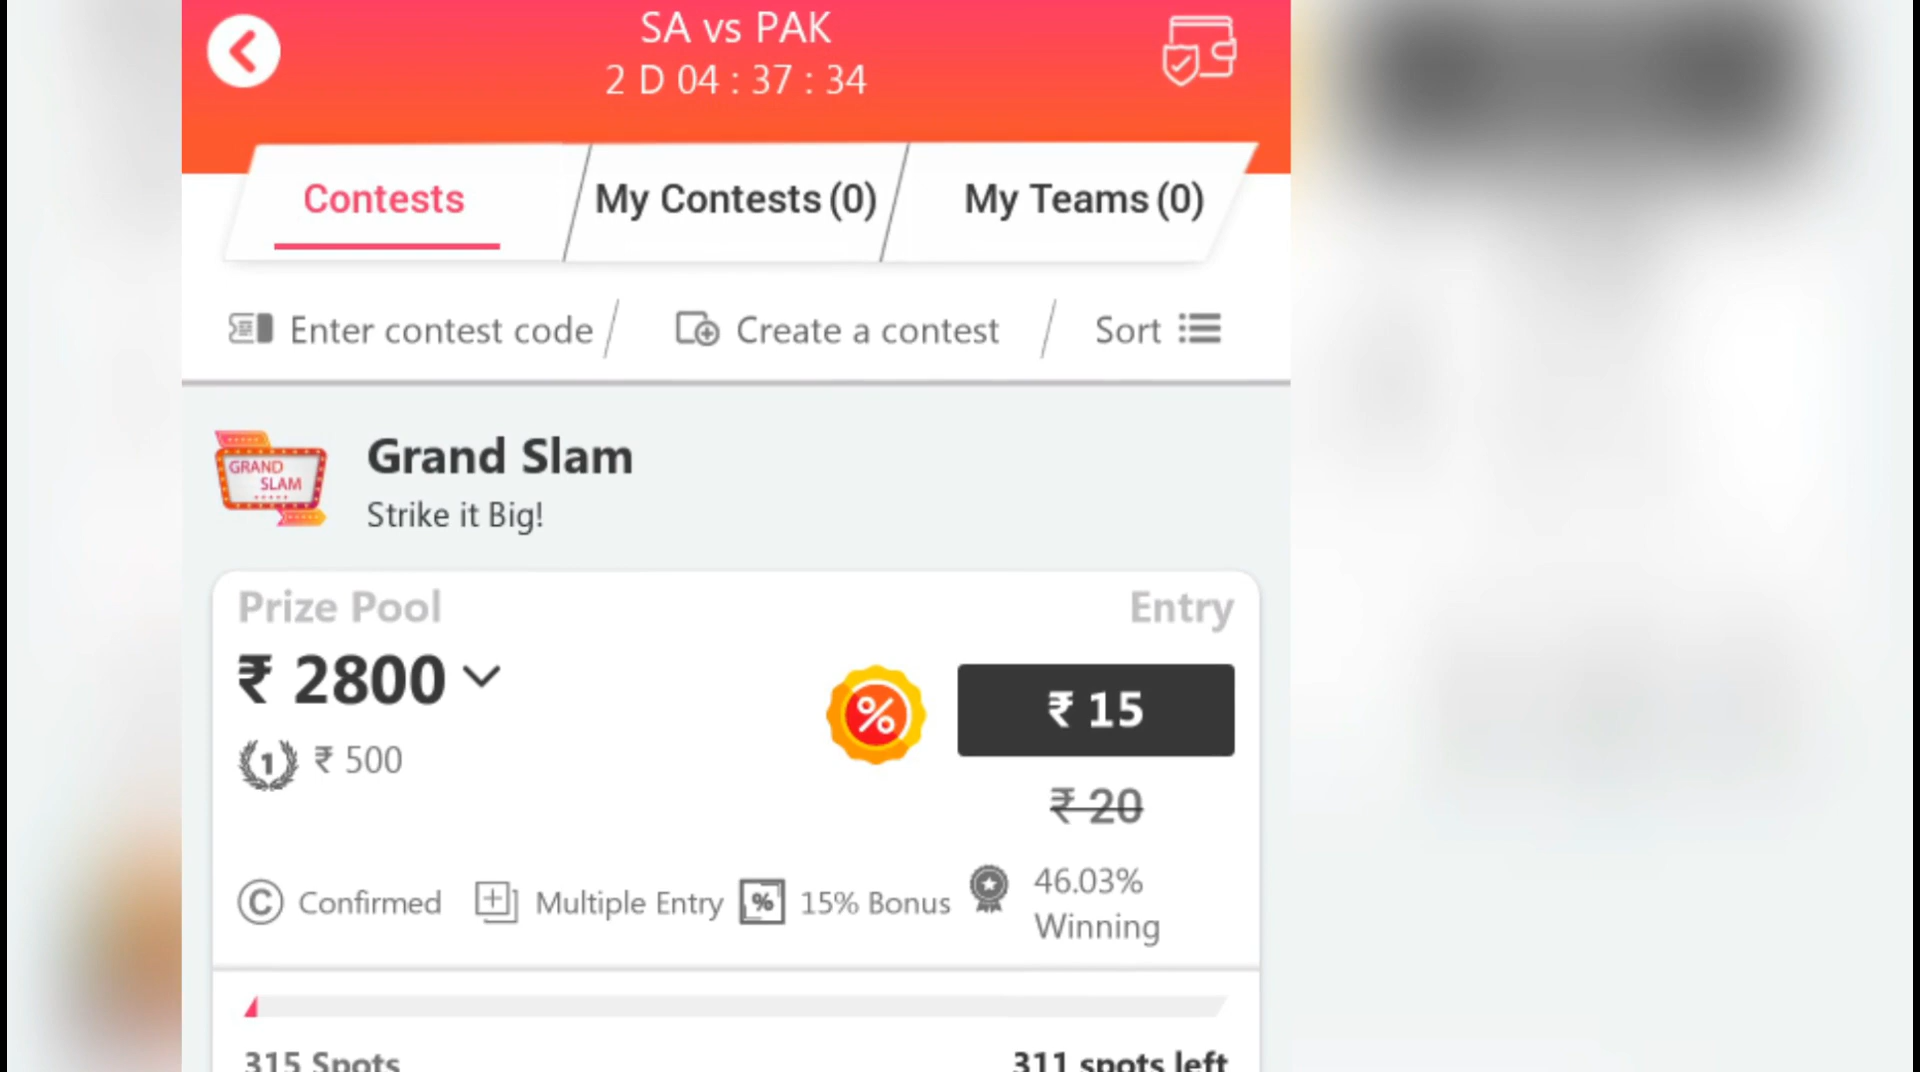 SA vs PAK
2 D 04 : 37 : 34
Contests
My Contests (0)
My Teams (0)
Enter contest code
Create a contest
Sort
GRAND
SLAM
Grand Slam
Strike it Big!
Prize Pool
Entry
₹ 2800
%
₹ 15
1
₹ 500
₹ 20
C Confirmed
Multiple Entry
% 15% Bonus
46.03%
Winning
315 Spots
311 spots left